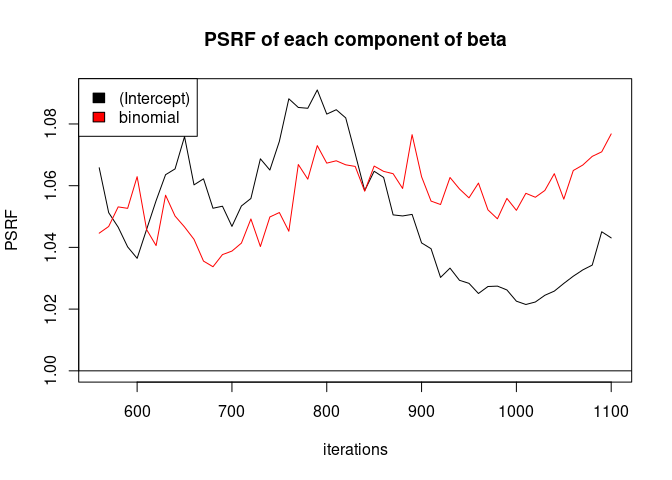 PSRF of each component of beta
(Intercept)
binomial
PSRF
1.08
1.06
1.04
1.02
1.00
600 700 800 900 1000 1100
iterations